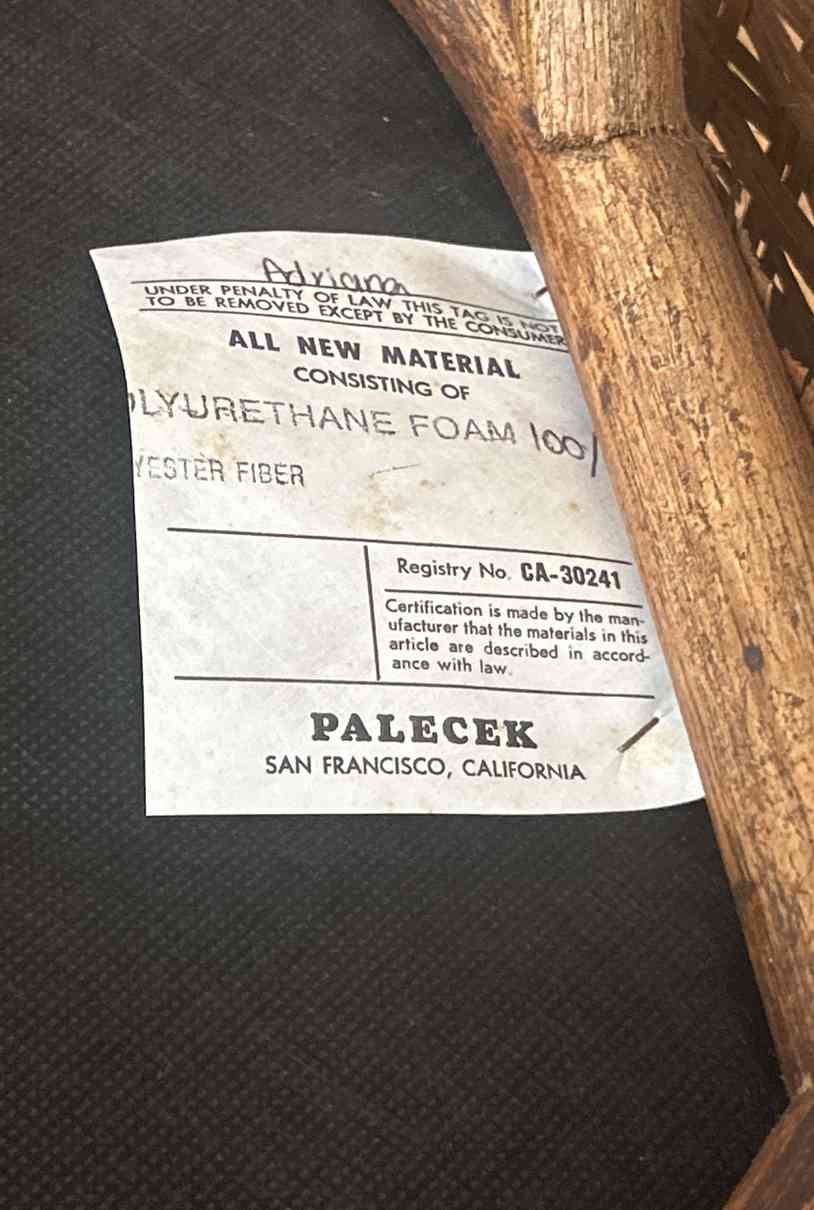 Adriana
UNDER PENALTY OF LAW THIS TAG IS NOT
TO BE REMOVED EXCEPT BY THE CONSUMER
ALL NEW MATERIAL
CONSISTING OF
OLYURETHANE FOAM 100/
YESTER FIBER
Registry No. CA-30241
Certification is made by the man-
ufacturer that the materials in this
article are described in accord-
ance with law.
PALECEK
SAN FRANCISCO, CALIFORNIA